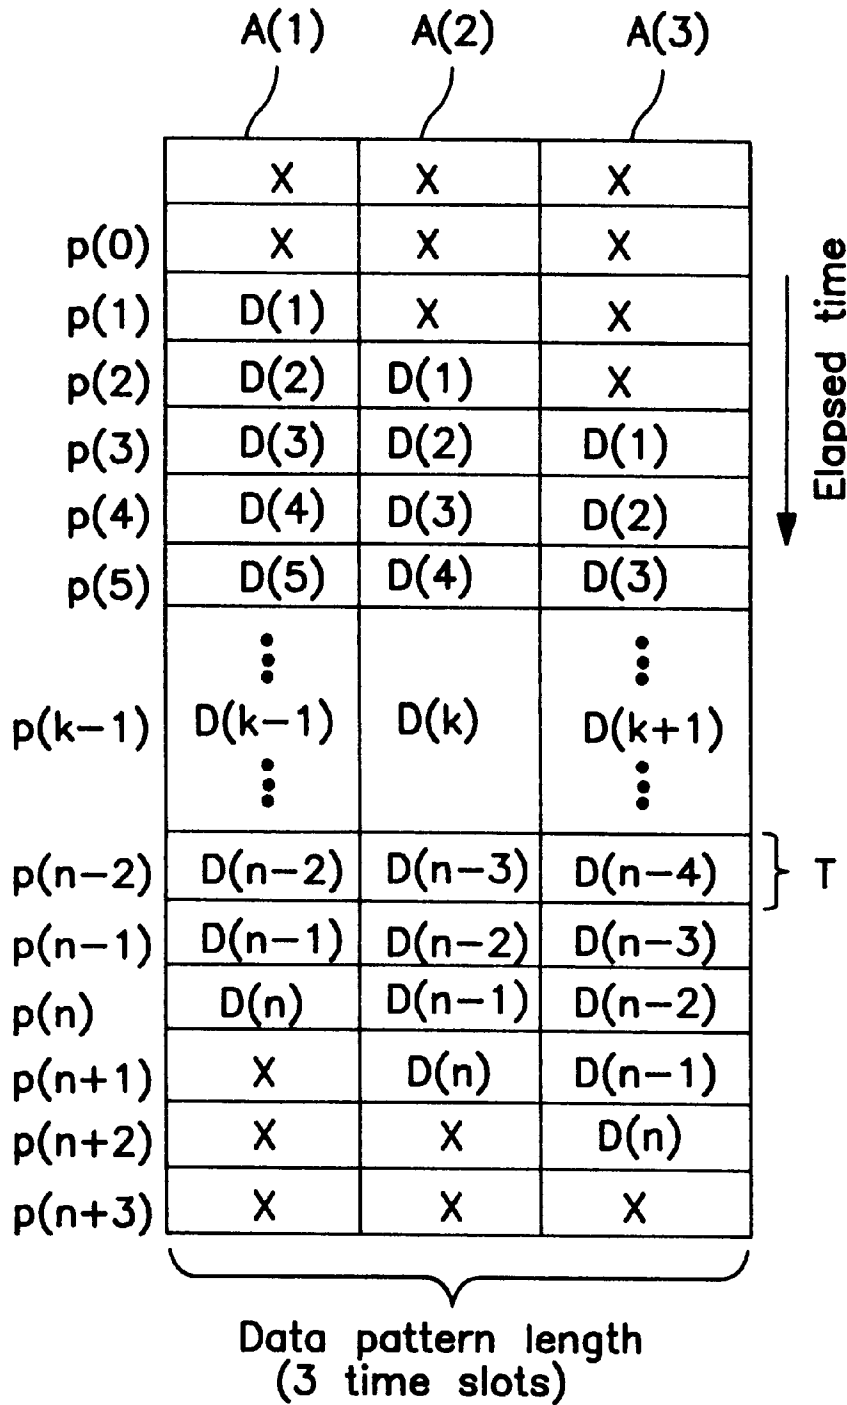 A(1) A(2) A(3)
X X X
p(0) X X X
p(1) D(1) X X
p(2) D(2) D(1) X
p(3) D(3) D(2) D(1)
p(4) D(4) D(3) D(2)
p(5) D(5) D(4) D(3)
p(k-1) D(k-1) D(k) D(k+1)
p(n-2) D(n-2) D(n-3) D(n-4) T
p(n-1) D(n-1) D(n-2) D(n-3)
p(n) D(n) D(n-1) D(n-2)
p(n+1) X D(n) D(n-1)
p(n+2) X X D(n)
p(n+3) X X X
Elapsed time
Data pattern length
(3 time slots)